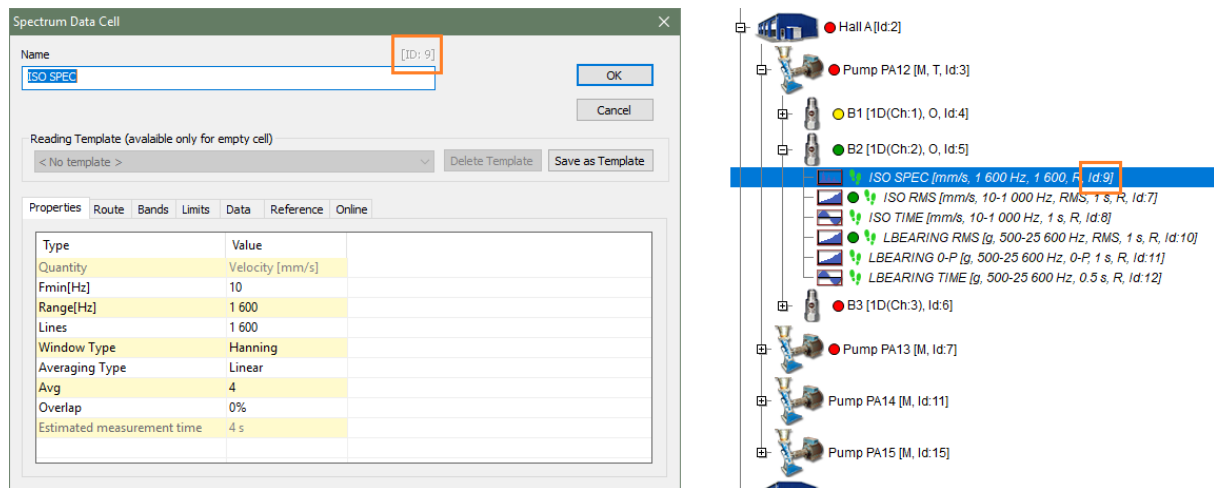 Spectrum Data Cell
Name
[ID: 9]
ISO SPEC
OK
Cancel
Reading Template (avalaible only for empty cell)
< No template >
Delete Template
Save as Template
Properties Route Bands Limits Data Reference Online
Type Value
Quantity Velocity [mm/s]
Fmin[Hz] 10
Range[Hz] 1 600
Lines 1 600
Window Type Hanning
Averaging Type Linear
Avg 4
Overlap 0%
Estimated measurement time 4 s
Hall A[Id:2]
Pump PA12 [M, T, Id:3]
B1 [1D(Ch:1), O, Id:4]
B2 [1D(Ch:2), O, Id:5]
ISO SPEC [mm/s, 1 600 Hz, 1 600, R, Id:9]
ISO RMS [mm/s, 10-1 000 Hz, RMS, 1 s, R, Id:7]
ISO TIME [mm/s, 10-1 000 Hz, 1 s, R, Id:8]
LBEARING RMS [g, 500-25 600 Hz, RMS, 1 s, R, Id:10]
LBEARING 0-P [g, 500-25 600 Hz, 0-P, 1 s, R, Id:11]
LBEARING TIME [g, 500-25 600 Hz, 0.5 s, R, Id:12]
B3 [1D(Ch:3), Id:6]
Pump PA13 [M, Id:7]
Pump PA14 [M, Id:11]
Pump PA15 [M, Id:15]